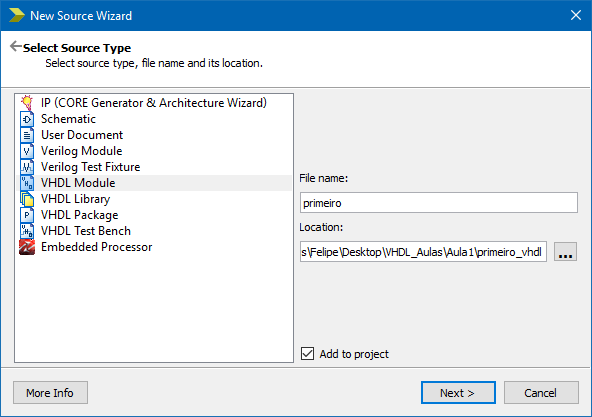 New Source Wizard
Select Source Type
Select source type, file name and its location.
IP (CORE Generator & Architecture Wizard)
Schematic
User Document
Verilog Module
Verilog Test Fixture
VHDL Module
VHDL Library
VHDL Package
VHDL Test Bench
Embedded Processor
File name:
primeiro
Location:
s\Felipe\Desktop\VHDL_Aulas\Aula1\primeiro_vhdl
...
Add to project
More Info
Next >
Cancel